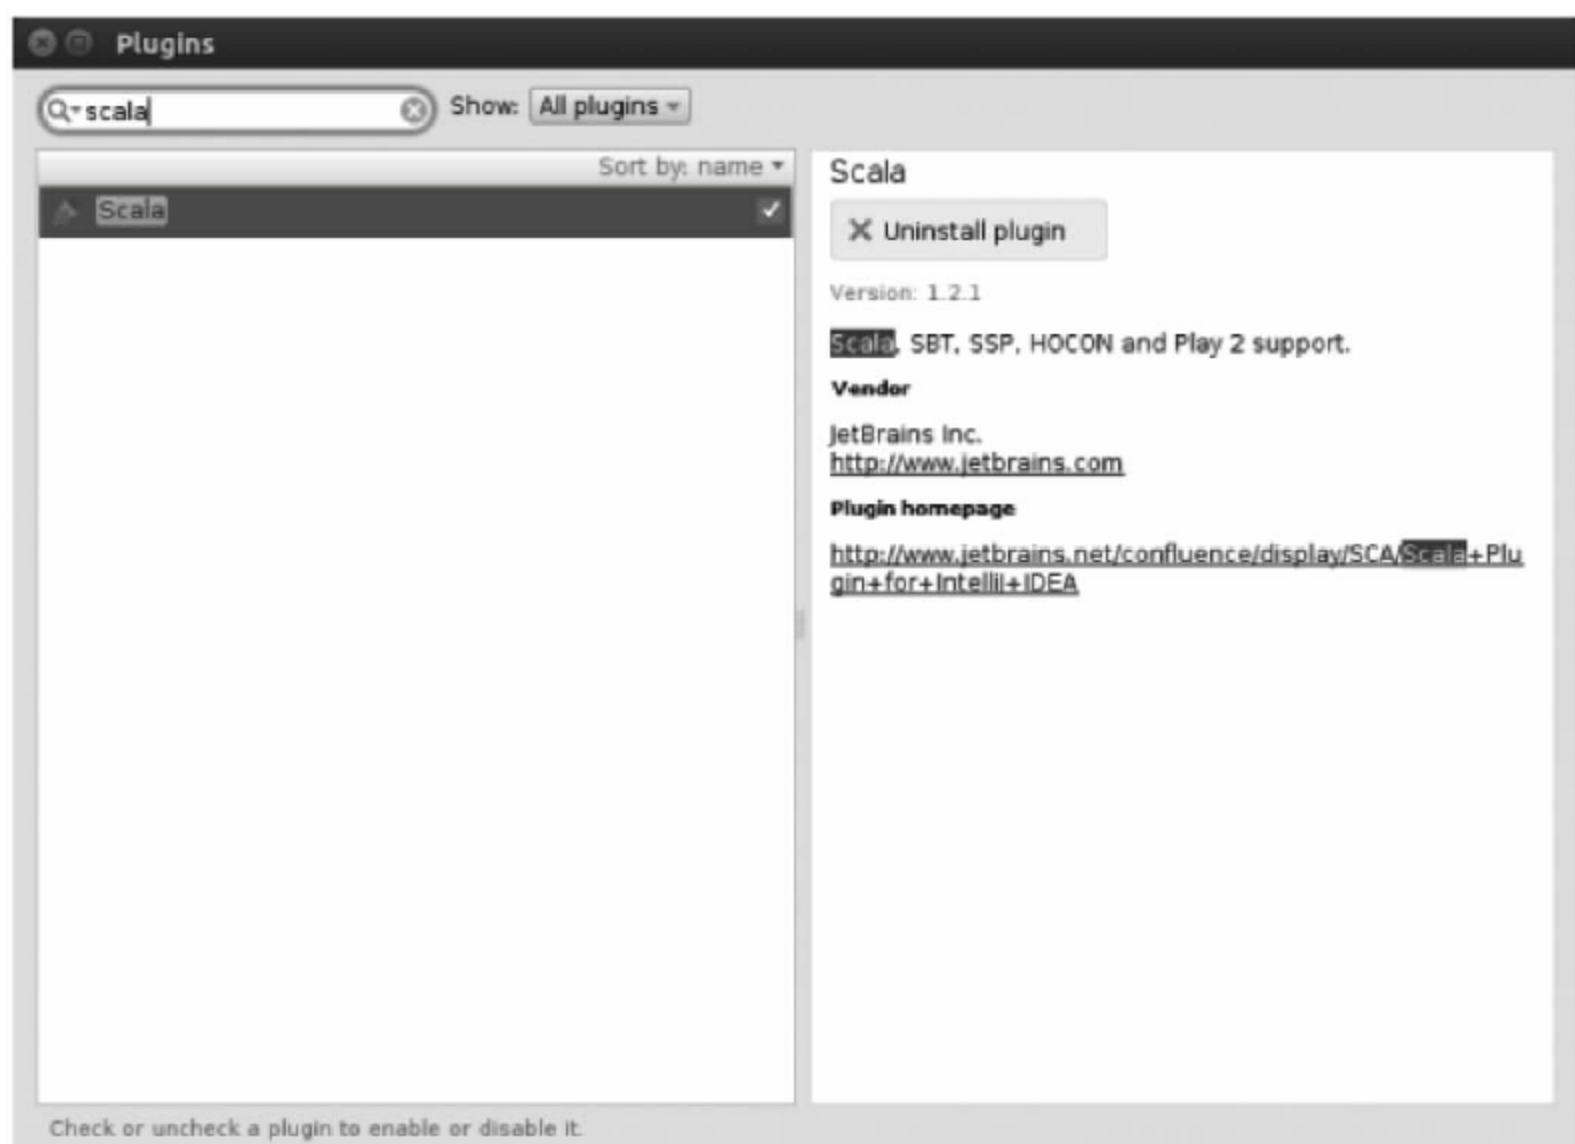 Plugins
scala
Show: All plugins
Sort by: name
Scala
Scala
Uninstall plugin
Version: 1.2.1
Scala, SBT, SSP, HOCON and Play 2 support.
Vendor
JetBrains Inc.
http://www.jetbrains.com
Plugin homepage
http://www.jetbrains.net/confluence/display/SCA/Scala+Plu
gin+for+IntelliJ+IDEA
Check or uncheck a plugin to enable or disable it.